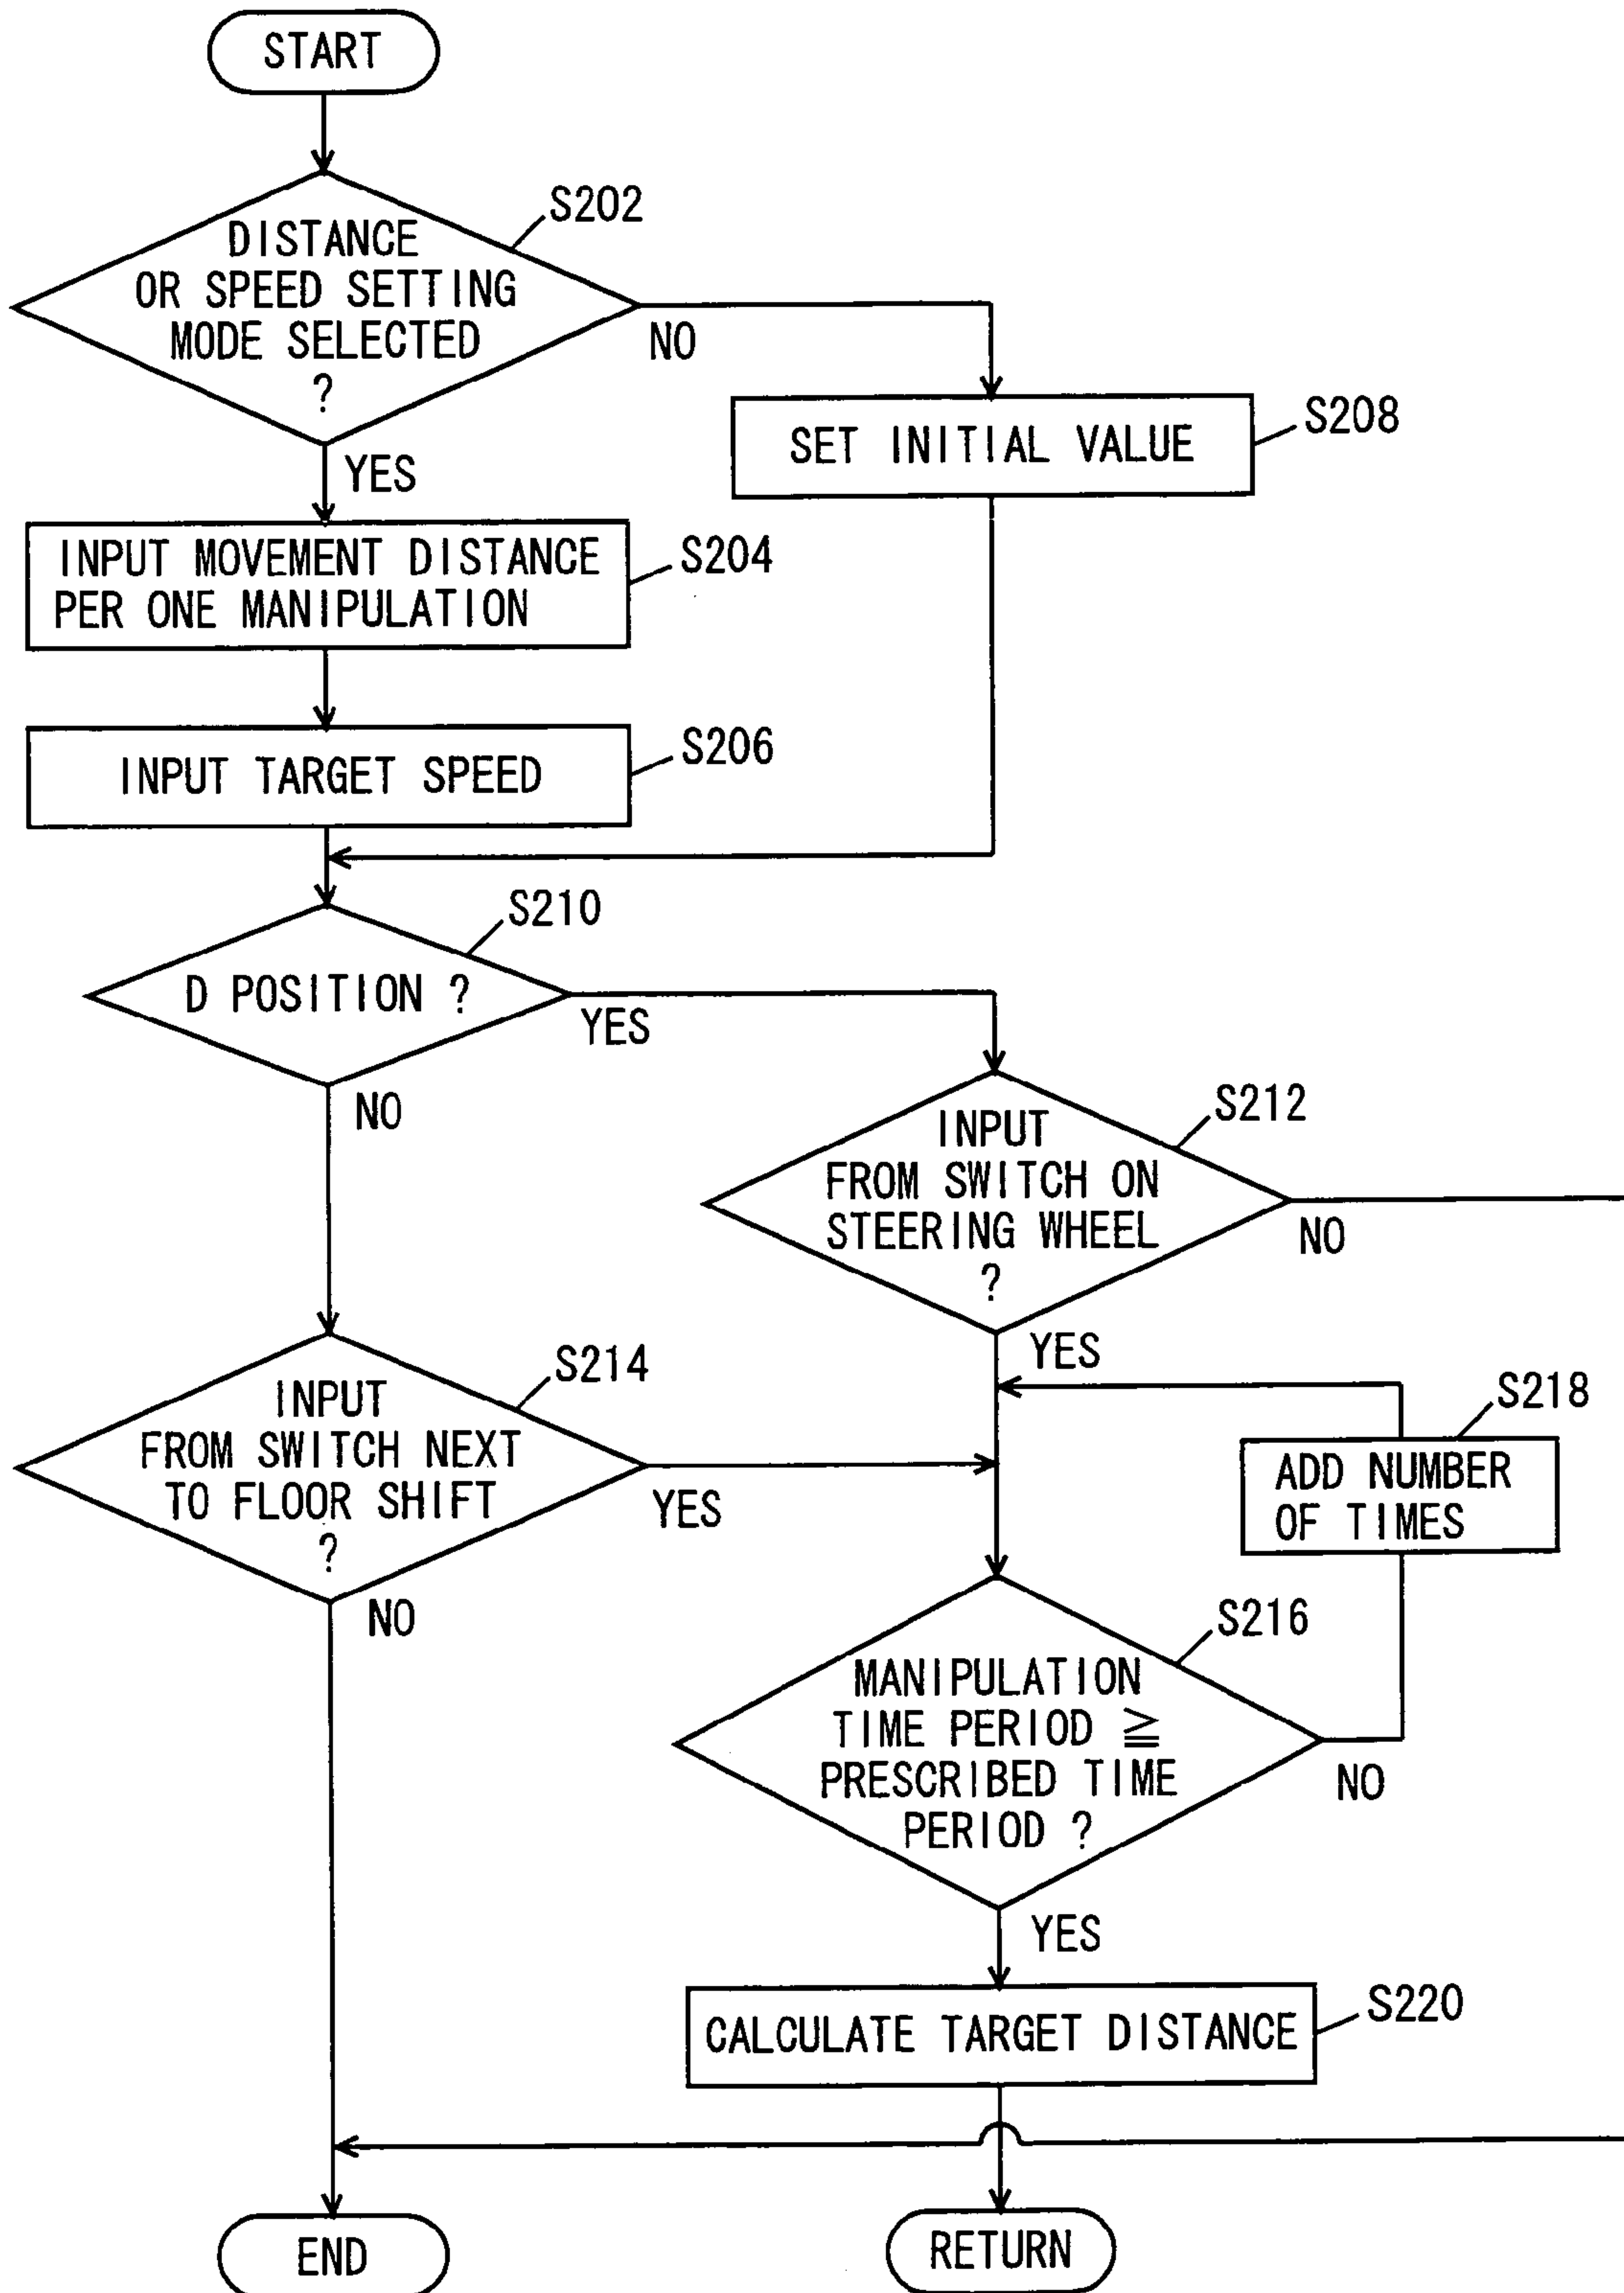 START
S202
DISTANCE
OR SPEED SETTING
MODE SELECTED
?
NO
YES
SET INITIAL VALUE
S208
INPUT MOVEMENT DISTANCE
PER ONE MANIPULATION
S204
INPUT TARGET SPEED
S206
S210
D POSITION ?
YES
NO
S212
INPUT
FROM SWITCH ON
STEERING WHEEL
?
NO
YES
S214
INPUT
FROM SWITCH NEXT
TO FLOOR SHIFT
?
YES
NO
S218
ADD NUMBER
OF TIMES
S216
MANIPULATION
TIME PERIOD ≧
PRESCRIBED TIME
PERIOD ?
NO
YES
CALCULATE TARGET DISTANCE
S220
END
RETURN